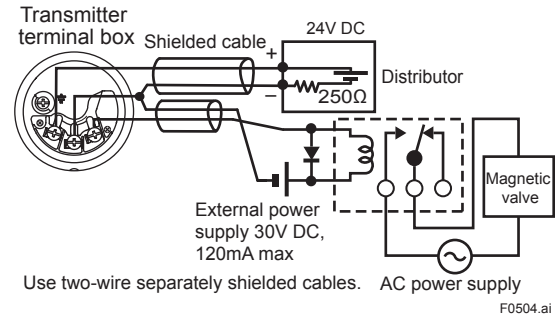 Transmitter
terminal box
Shielded cable
24V DC
+
−
250Ω
Distributor
Magnetic
valve
External power
supply 30V DC,
120mA max
Use two-wire separately shielded cables.
AC power supply
F0504.ai